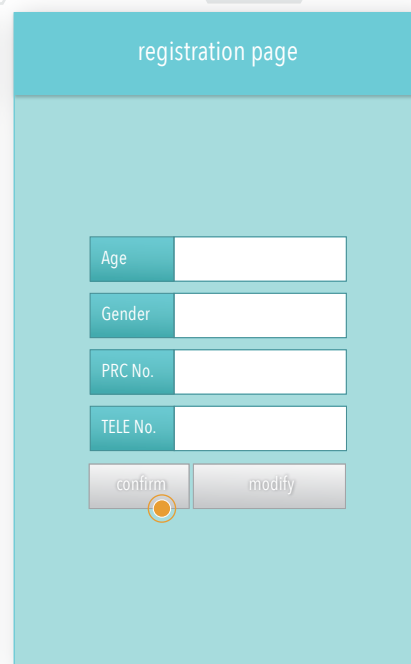 registration page
Age
Gender
PRC No.
TELE No.
confirm
modify